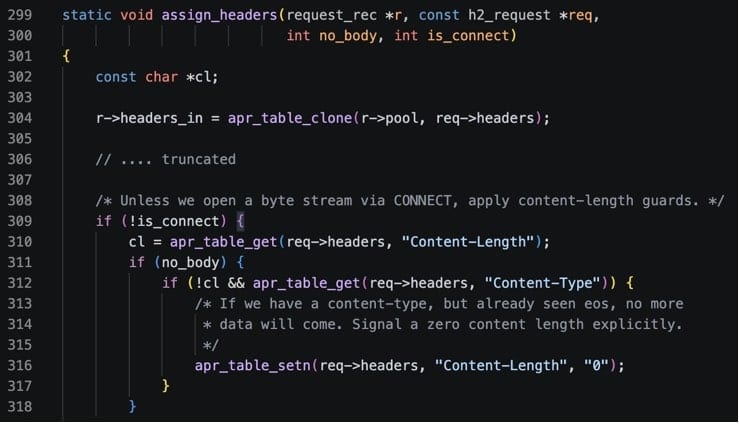 299 static void assign_headers(request_rec *r, const h2_request *req,
300 int no_body, int is_connect)
301 {
302 const char *cl;
303
304 r->headers_in = apr_table_clone(r->pool, req->headers);
305
306 // .... truncated
307
308 /* Unless we open a byte stream via CONNECT, apply content-length guards. */
309 if (!is_connect) {
310 cl = apr_table_get(req->headers, "Content-Length");
311 if (no_body) {
312 if (!cl && apr_table_get(req->headers, "Content-Type")) {
313 /* If we have a content-type, but already seen eos, no more
314 * data will come. Signal a zero content length explicitly.
315 */
316 apr_table_setn(req->headers, "Content-Length", "0");
317 }
318 }